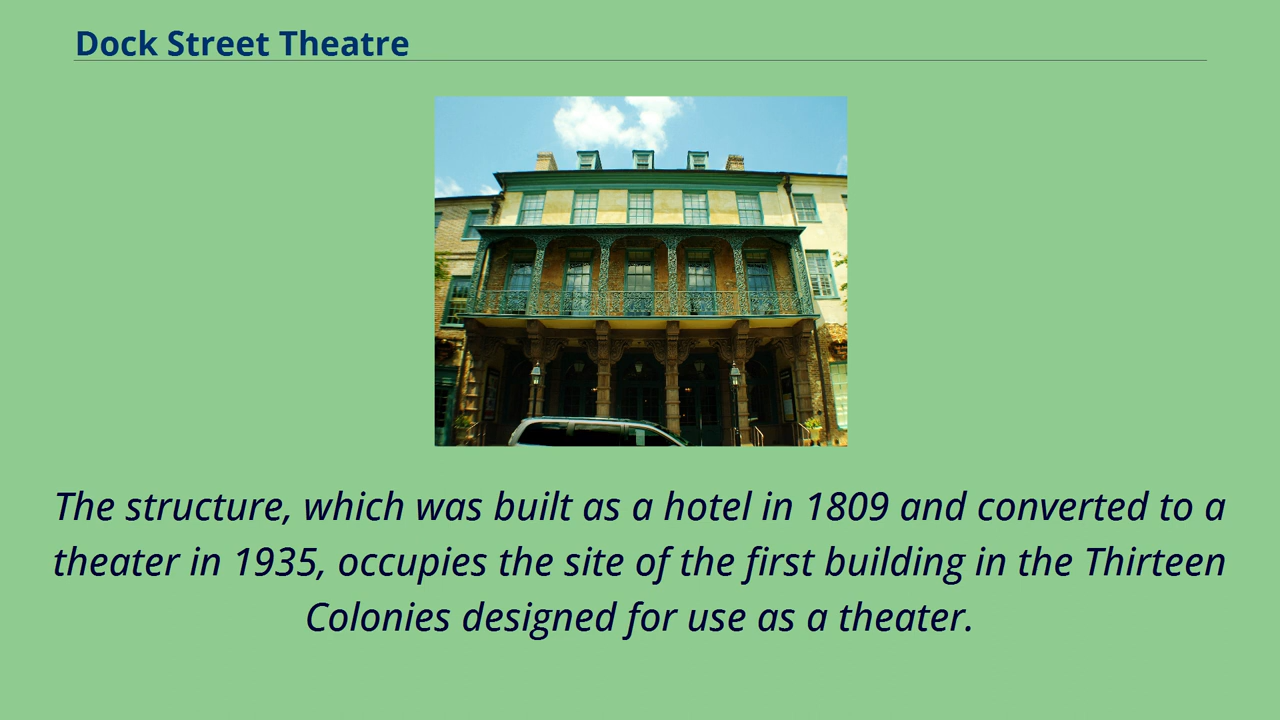 Dock Street Theatre
The structure, which was built as a hotel in 1809 and converted to a
theater in 1935, occupies the site of the first building in the Thirteen
Colonies designed for use as a theater.